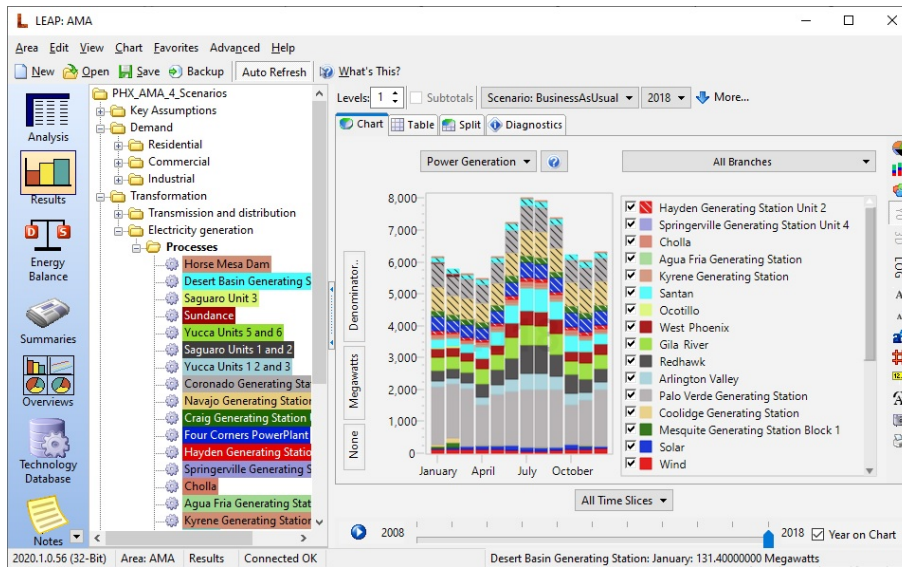 LEAP: AMA
Area Edit View Chart Favorites Advanced Help
New Open Save Backup Auto Refresh What's This?
Analysis
Results
Energy
Balance
Summaries
Overviews
Technology
Database
Notes
PHX_AMA_4_Scenarios
Key Assumptions
Demand
Residential
Commercial
Industrial
Transformation
Transmission and distribution
Electricity generation
Processes
Horse Mesa Dam
Desert Basin Generating S
Saguaro Unit 3
Sundance
Yucca Units 5 and 6
Saguaro Units 1 and 2
Yucca Units 1 2 and 3
Coronado Generating Sta
Navajo Generating Station
Craig Generating Station
Four Corners PowerPlant
Hayden Generating Station
Springerville Generating S
Cholla
Agua Fria Generating Stat
Kyrene Generating Station
Levels: 1 Subtotals Scenario: BusinessAsUsual 2018 More...
Chart Table Split Diagnostics
Power Generation All Branches
8,000
7,000
6,000
5,000
4,000
3,000
2,000
1,000
0
Denominator..
Megawatts
None
January April July October
Hayden Generating Station Unit 2
Springerville Generating Station Unit 4
Cholla
Agua Fria Generating Station
Kyrene Generating Station
Santan
Ocotillo
West Phoenix
Gila River
Redhawk
Arlington Valley
Palo Verde Generating Station
Coolidge Generating Station
Mesquite Generating Station Block 1
Solar
Wind
All Time Slices
2008 2018 Year on Chart
2020.1.0.56 (32-Bit) Area: AMA Results Connected OK Desert Basin Generating Station: January: 131.40000000 Megawatts